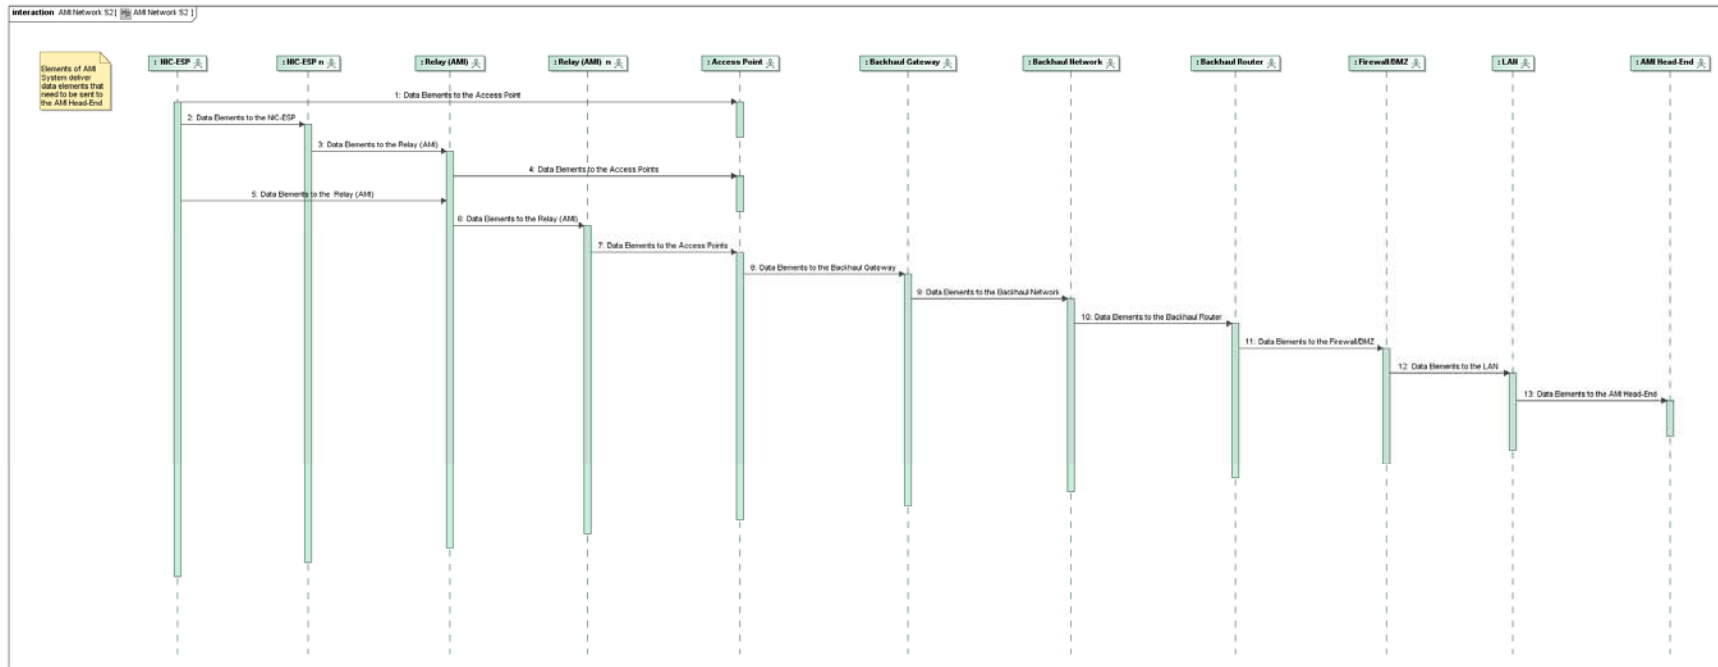 interaction AMI Network S2[ AMI Network S2 ]
Elements of AMI
System deliver
data elements that
need to be sent to
the AMI Head-End
: NIC-ESP
: NIC-ESP n
: Relay (AMI)
: Relay (AMI) n
: Access Point
: Backhaul Gateway
: Backhaul Network
: Backhaul Router
: Firewall/DMZ
: LAN
: AMI Head-End
1: Data Elements to the Access Point
2: Data Elements to the NIC-ESP
3: Data Elements to the Relay (AMI)
4: Data Elements to the Access Points
5: Data Elements to the Relay (AMI)
6: Data Elements to the Relay (AMI)
7: Data Elements to the Access Points
8: Data Elements to the Backhaul Gateway
9: Data Elements to the Backhaul Network
10: Data Elements to the Backhaul Router
11: Data Elements to the Firewall/DMZ
12: Data Elements to the LAN
13: Data Elements to the AMI Head-End